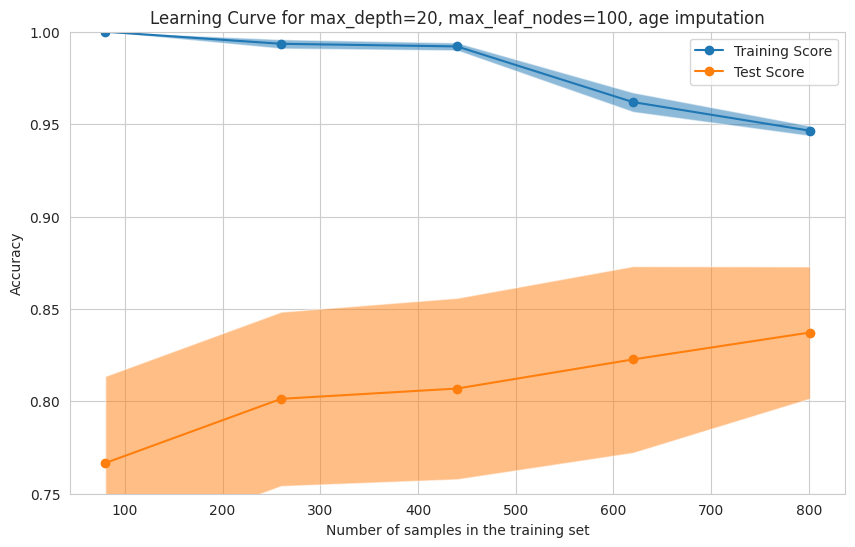 Learning Curve for max_depth=20, max_leaf_nodes=100, age imputation
1.00
0.95
0.90
0.85
0.80
0.75
Accuracy
Training Score
Test Score
100 200 300 400 500 600 700 800
Number of samples in the training set